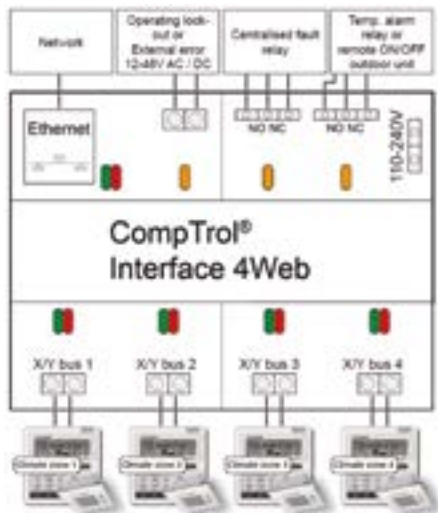 Network
Operating lock-
out or
External error
12-48V AC / DC
Centralised fault
relay
Temp. alarm
relay or
remote ON/OFF
outdoor unit
Ethernet
NO NC
NO NC
110-240V
CompTrol®
Interface 4Web
X/Y bus 1
X/Y bus 2
X/Y bus 3
X/Y bus 4
Climate zone 1
Climate zone 2
Climate zone 3
Climate zone 4